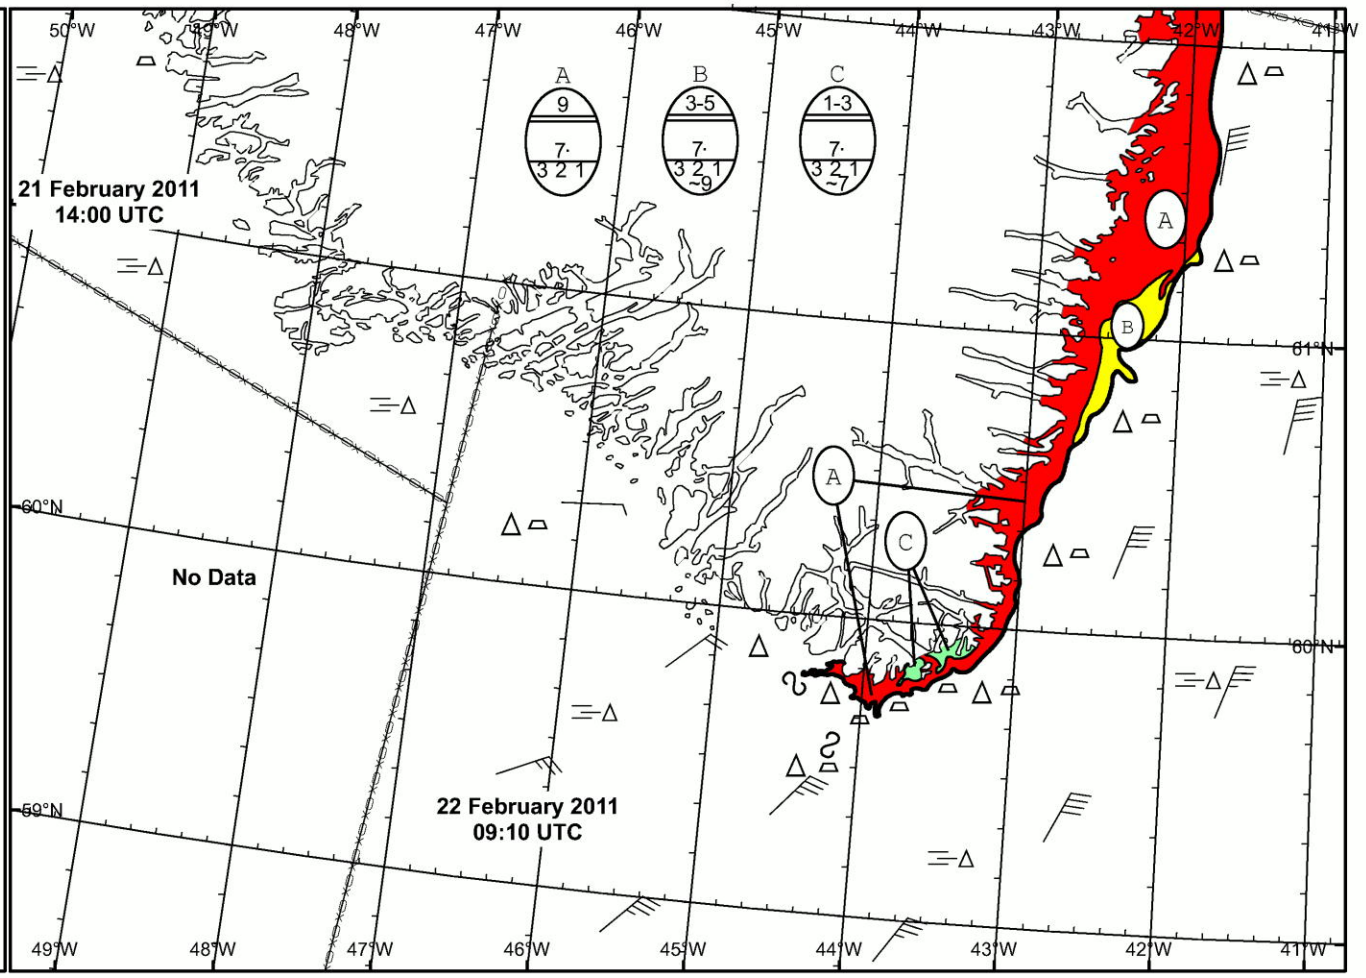 50°W 49°W 48°W 47°W 46°W 45°W 44°W 43°W 42°W 41°W
A B C
9 3-5 1-3
7· 7· 7·
3 2 1 3 2 1 3 2 1
~9 ~7
21 February 2011
14:00 UTC
A
B
61°N
A
60°N
C
No Data
60°N
22 February 2011
09:10 UTC
59°N
49°W 48°W 47°W 46°W 45°W 44°W 43°W 42°W 41°W